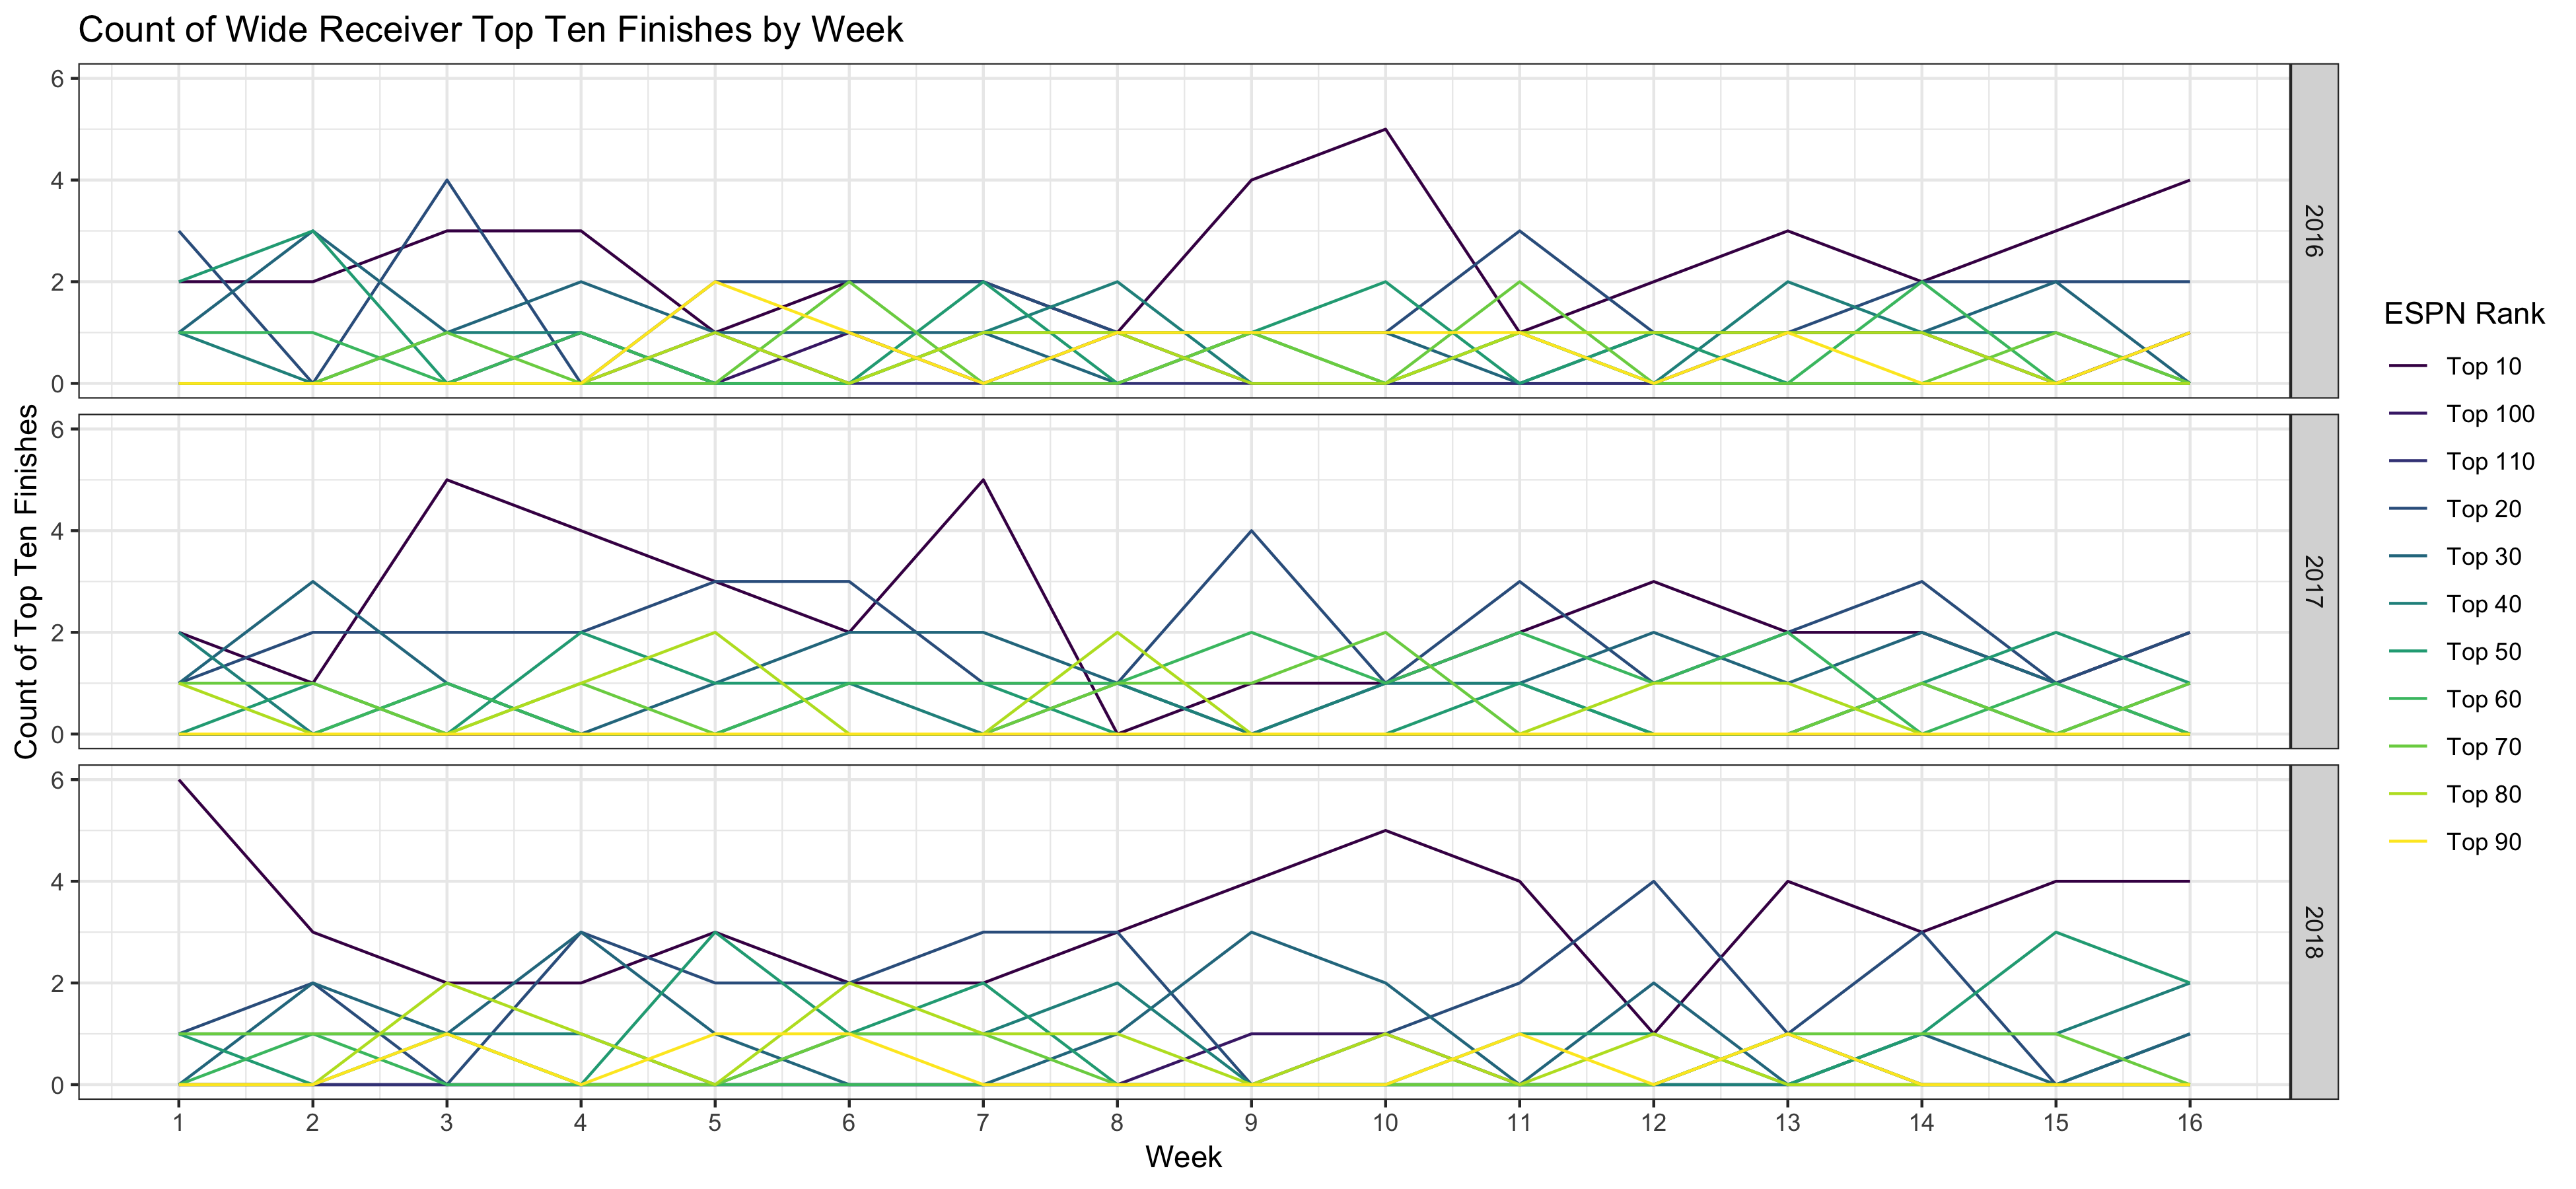 Count of Wide Receiver Top Ten Finishes by Week
Count of Top Ten Finishes
6
4
2
0
2016
6
4
2
0
2017
6
4
2
0
2018
1 2 3 4 5 6 7 8 9 10 11 12 13 14 15 16
Week
ESPN Rank
Top 10
Top 100
Top 110
Top 20
Top 30
Top 40
Top 50
Top 60
Top 70
Top 80
Top 90